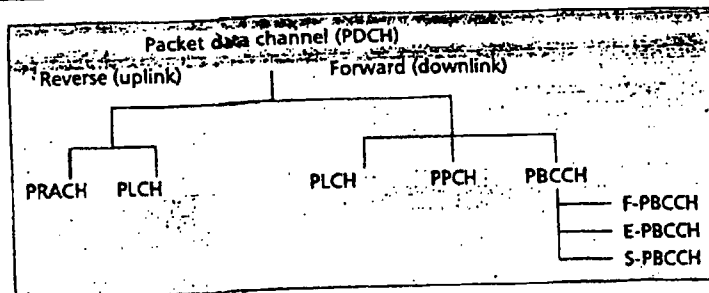 Packet data channel (PDCH)
Reverse (uplink) Forward (downlink)
PRACH PLCH PLCH PPCH PBCCH
F-PBCCH
E-PBCCH
S-PBCCH